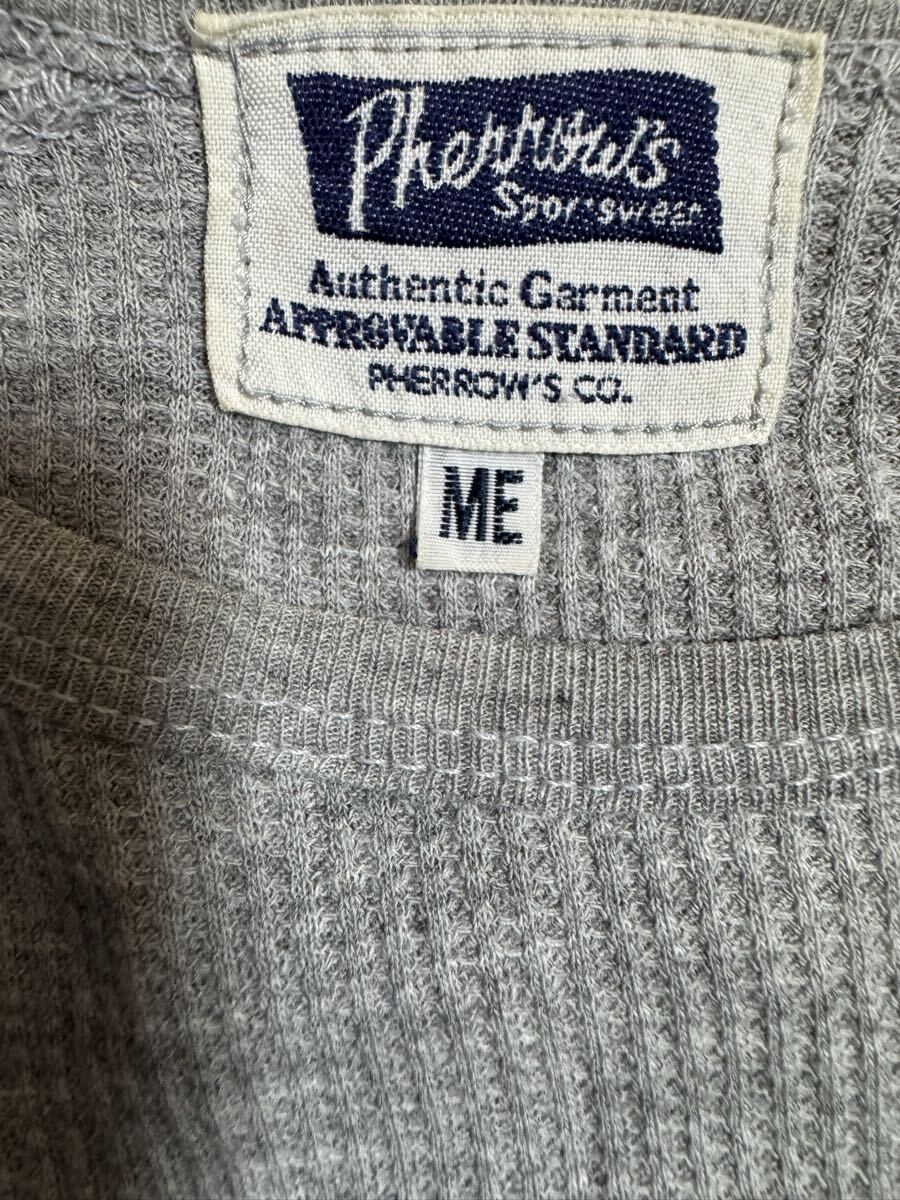 Pherrow's
Sportswear
Authentic Garment
APPROVABLE STANDARD
PHERROW'S CO.
ME